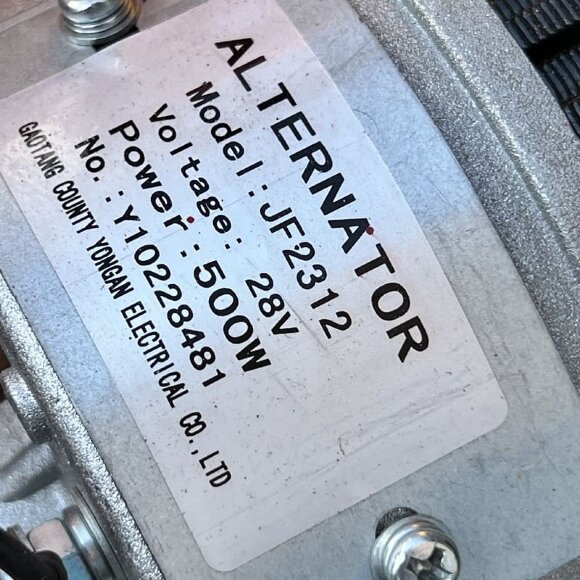 ALTERNATOR
Model:JF2312
Voltage: 28V
Power:500W
No.:Y10228481
GAOTANG COUNTY YONGAN ELECTRICAL CO.,LTD